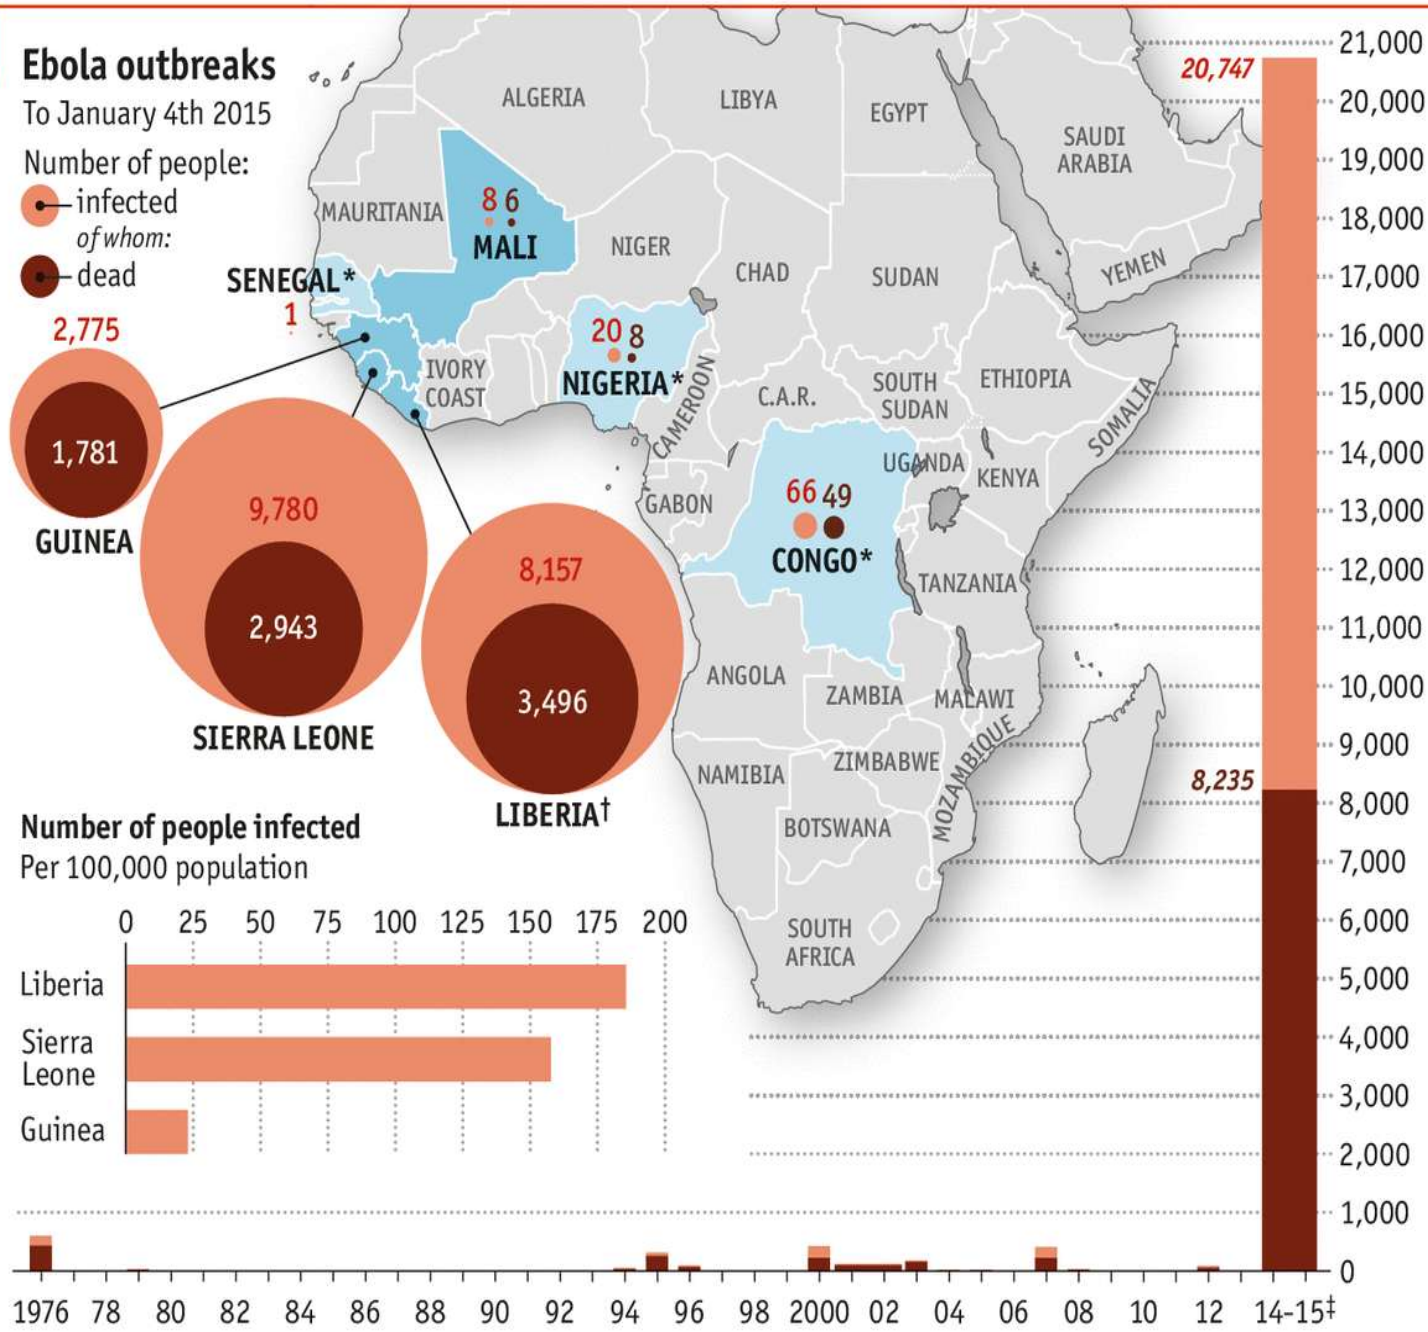 Ebola outbreaks
To January 4th 2015
Number of people:
infected
of whom:
dead
2,775
1,781
GUINEA
9,780
2,943
SIERRA LEONE
8,157
3,496
LIBERIA†
SENEGAL*
1
8 6
MALI
20 8
NIGERIA*
66 49
CONGO*
ALGERIA
LIBYA
EGYPT
SAUDI
ARABIA
MAURITANIA
NIGER
CHAD
SUDAN
YEMEN
IVORY
COAST
CAMEROON
C.A.R.
SOUTH
SUDAN
ETHIOPIA
SOMALIA
UGANDA
KENYA
GABON
TANZANIA
ANGOLA
ZAMBIA
MALAWI
MOZAMBIQUE
ZIMBABWE
NAMIBIA
BOTSWANA
SOUTH
AFRICA
Number of people infected
Per 100,000 population
0 25 50 75 100 125 150 175 200
Liberia
Sierra
Leone
Guinea
20,747
8,235
21,000
20,000
19,000
18,000
17,000
16,000
15,000
14,000
13,000
12,000
11,000
10,000
9,000
8,000
7,000
6,000
5,000
4,000
3,000
2,000
1,000
0
1976 78 80 82 84 86 88 90 92 94 96 98 2000 02 04 06 08 10 12 14-15‡